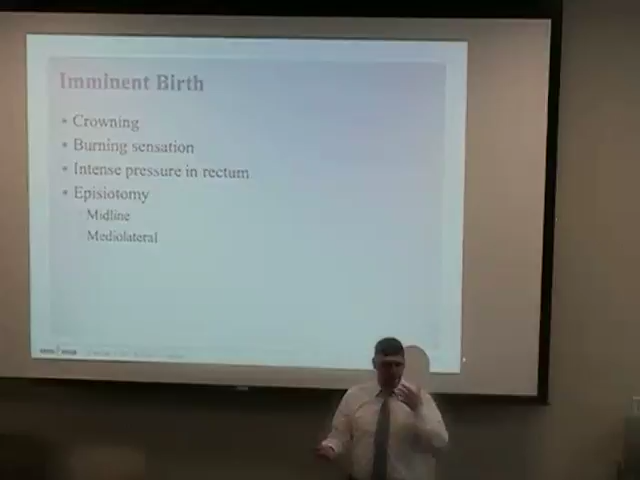 Imminent Birth
• Crowning
• Burning sensation
• Intense pressure in rectum
• Episiotomy
Midline
Mediolateral